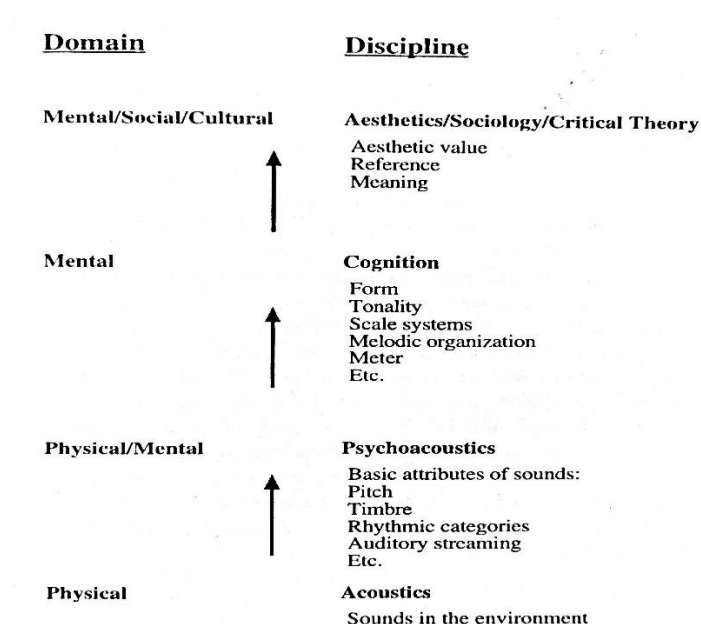 Domain
Discipline
Mental/Social/Cultural
Aesthetics/Sociology/Critical Theory
Aesthetic value
Reference
Meaning
Mental
Cognition
Form
Tonality
Scale systems
Melodic organization
Meter
Etc.
Physical/Mental
Psychoacoustics
Basic attributes of sounds:
Pitch
Timbre
Rhythmic categories
Auditory streaming
Etc.
Physical
Acoustics
Sounds in the environment